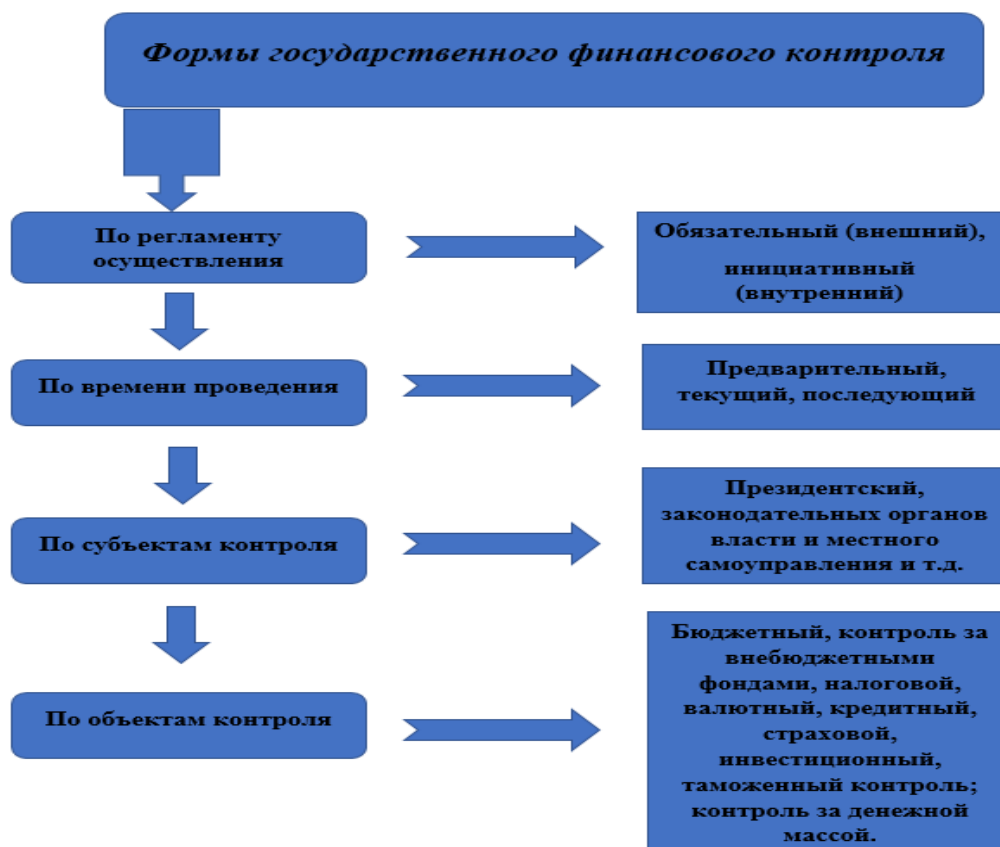 Формы государственного финансового контроля
По регламенту
осуществления
Обязательный (внешний),
инициативный
(внутренний)
По времени проведения
Предварительный,
текущий, последующий
По субъектам контроля
Президентский,
законодательных органов
власти и местного
самоуправления и т.д.
По объектам контроля
Бюджетный, контроль за
внебюджетными
фондами, налоговой,
валютный, кредитный,
страховой,
инвестиционный,
таможенный контроль;
контроль за денежной
массой.